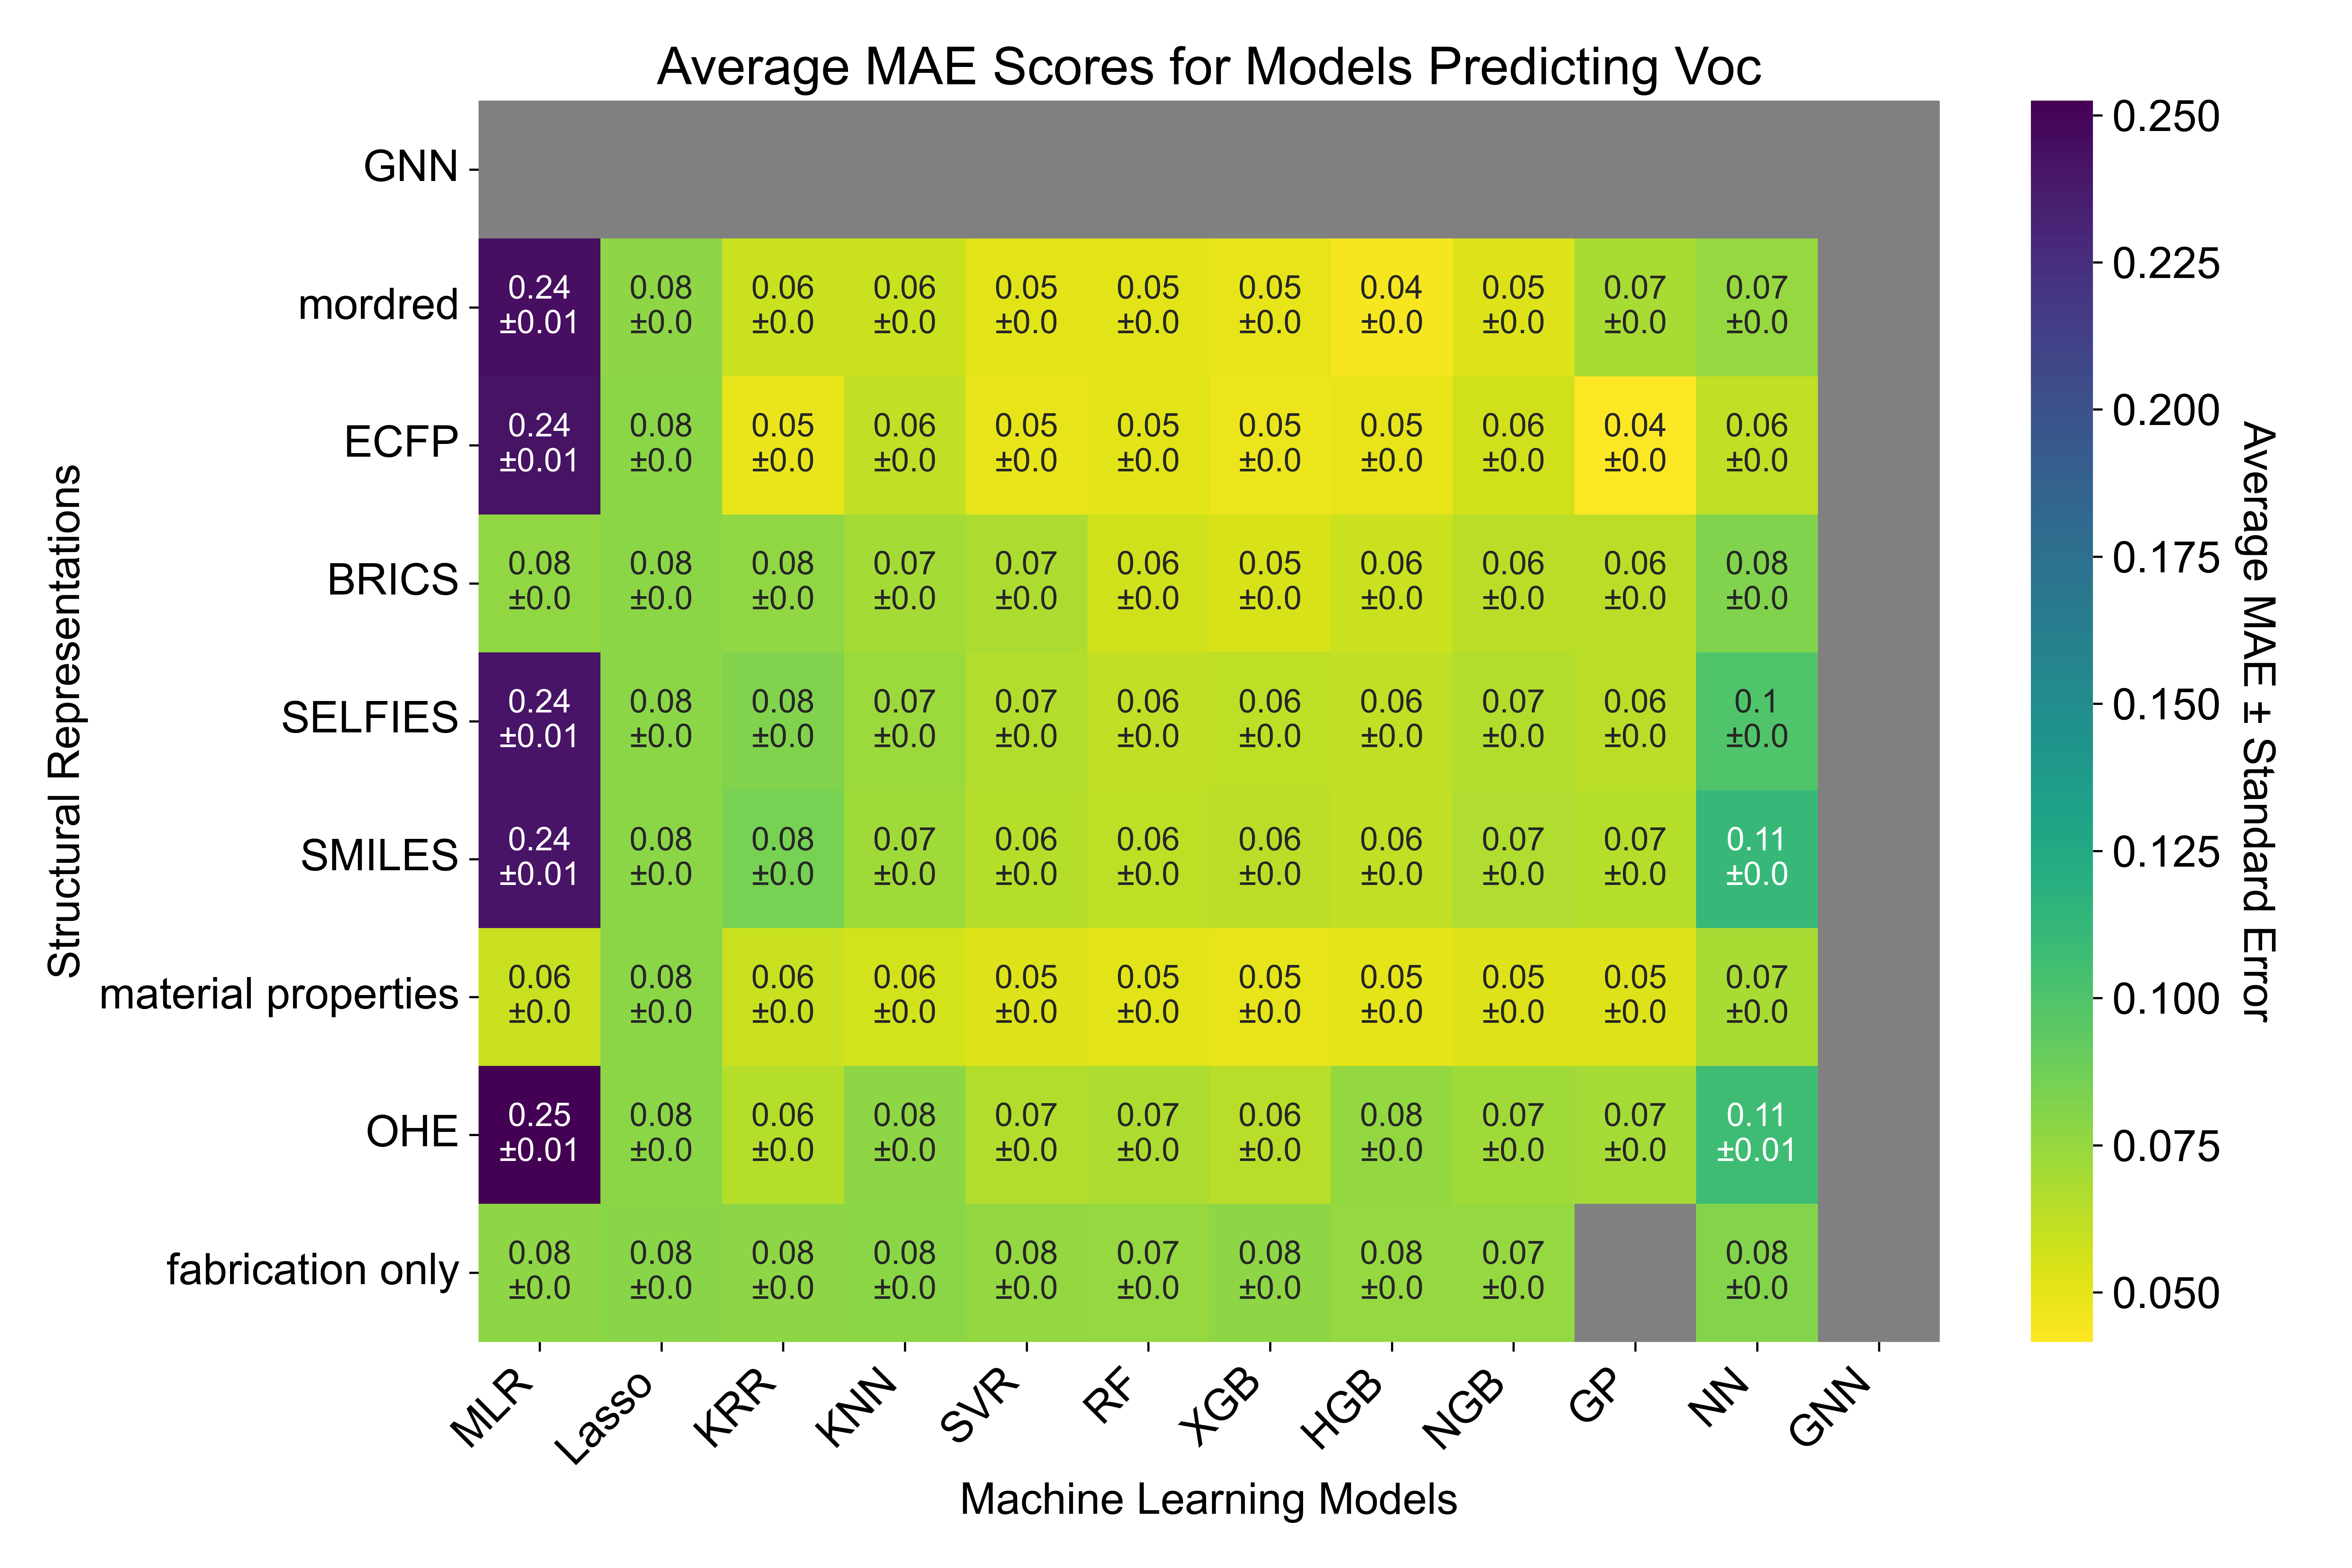 Average MAE Scores for Models Predicting Voc
GNN
mordred
0.24 0.08 0.06 0.06 0.05 0.05 0.05 0.04 0.05 0.07 0.07
±0.01 ±0.0 ±0.0 ±0.0 ±0.0 ±0.0 ±0.0 ±0.0 ±0.0 ±0.0 ±0.0
ECFP
0.24 0.08 0.05 0.06 0.05 0.05 0.05 0.05 0.06 0.04 0.06
±0.01 ±0.0 ±0.0 ±0.0 ±0.0 ±0.0 ±0.0 ±0.0 ±0.0 ±0.0 ±0.0
BRICS
0.08 0.08 0.08 0.07 0.07 0.06 0.05 0.06 0.06 0.06 0.08
±0.0 ±0.0 ±0.0 ±0.0 ±0.0 ±0.0 ±0.0 ±0.0 ±0.0 ±0.0 ±0.0
SELFIES
0.24 0.08 0.08 0.07 0.07 0.06 0.06 0.06 0.07 0.06 0.1
±0.01 ±0.0 ±0.0 ±0.0 ±0.0 ±0.0 ±0.0 ±0.0 ±0.0 ±0.0 ±0.0
SMILES
0.24 0.08 0.08 0.07 0.06 0.06 0.06 0.06 0.07 0.07 0.11
±0.01 ±0.0 ±0.0 ±0.0 ±0.0 ±0.0 ±0.0 ±0.0 ±0.0 ±0.0 ±0.0
material properties
0.06 0.08 0.06 0.06 0.05 0.05 0.05 0.05 0.05 0.05 0.07
±0.0 ±0.0 ±0.0 ±0.0 ±0.0 ±0.0 ±0.0 ±0.0 ±0.0 ±0.0 ±0.0
OHE
0.25 0.08 0.06 0.08 0.07 0.07 0.06 0.08 0.07 0.07 0.11
±0.01 ±0.0 ±0.0 ±0.0 ±0.0 ±0.0 ±0.0 ±0.0 ±0.0 ±0.0 ±0.01
fabrication only
0.08 0.08 0.08 0.08 0.08 0.07 0.08 0.08 0.07 0.08
±0.0 ±0.0 ±0.0 ±0.0 ±0.0 ±0.0 ±0.0 ±0.0 ±0.0 ±0.0
Structural Representations
MLR Lasso KRR KNN SVR RF XGB HGB NGB GP NN GNN
Machine Learning Models
0.250
0.225
0.200
0.175
0.150
0.125
0.100
0.075
0.050
Average MAE ± Standard Error